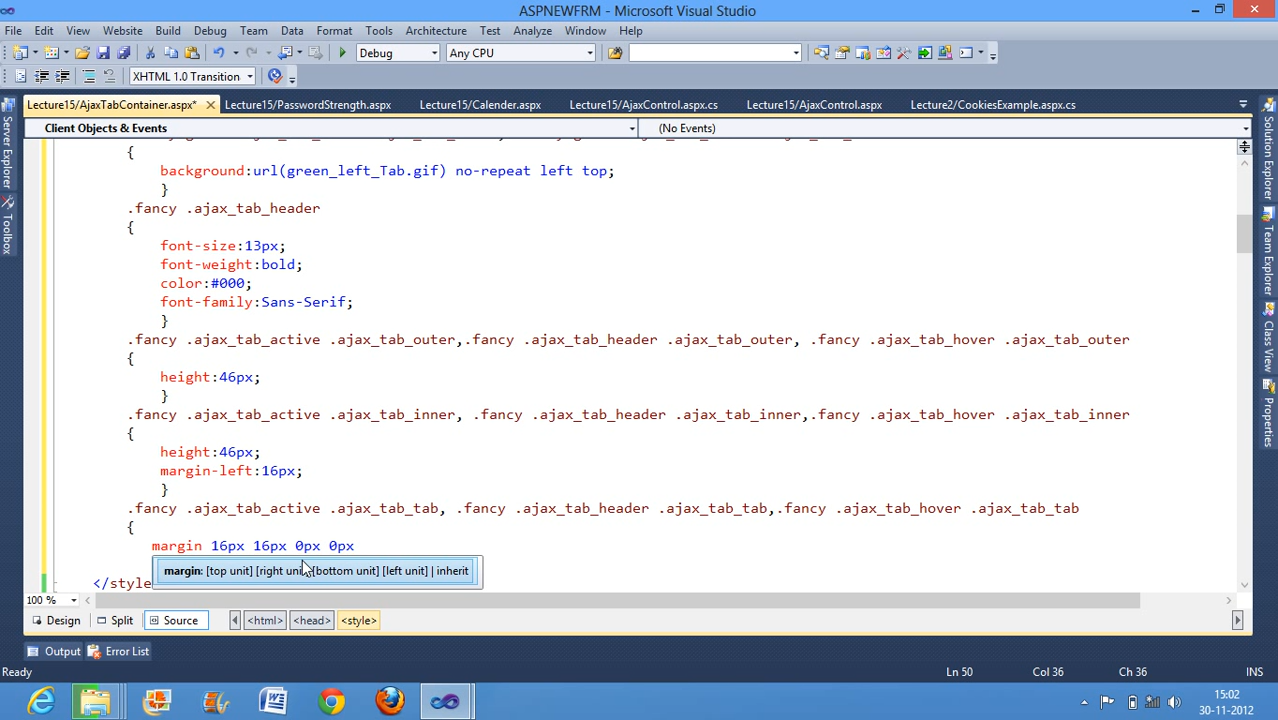 ASPNEWFRM - Microsoft Visual Studio
File Edit View Website Build Debug Team Data Format Tools Architecture Test Analyze Window Help
Debug Any CPU
XHTML 1.0 Transition
Lecture15/AjaxTabContainer.aspx* Lecture15/PasswordStrength.aspx Lecture15/Calender.aspx Lecture15/AjaxControl.aspx.cs Lecture15/AjaxControl.aspx Lecture2/CookiesExample.aspx.cs
Client Objects & Events (No Events)
Server Explorer
Toolbox
Solution Explorer
Team Explorer
Class View
Properties
{
background:url(green_left_Tab.gif) no-repeat left top;
}
.fancy .ajax_tab_header
{
font-size:13px;
font-weight:bold;
color:#000;
font-family:Sans-Serif;
}
.fancy .ajax_tab_active .ajax_tab_outer,.fancy .ajax_tab_header .ajax_tab_outer, .fancy .ajax_tab_hover .ajax_tab_outer
{
height:46px;
}
.fancy .ajax_tab_active .ajax_tab_inner, .fancy .ajax_tab_header .ajax_tab_inner,.fancy .ajax_tab_hover .ajax_tab_inner
{
height:46px;
margin-left:16px;
}
.fancy .ajax_tab_active .ajax_tab_tab, .fancy .ajax_tab_header .ajax_tab_tab,.fancy .ajax_tab_hover .ajax_tab_tab
{
margin 16px 16px 0px 0px
margin: [top unit] [right unit] [bottom unit] [left unit] | inherit
</style
100 %
Design Split Source <html> <head> <style>
Output Error List
Ready Ln 50 Col 36 Ch 36 INS
15:02
30-11-2012